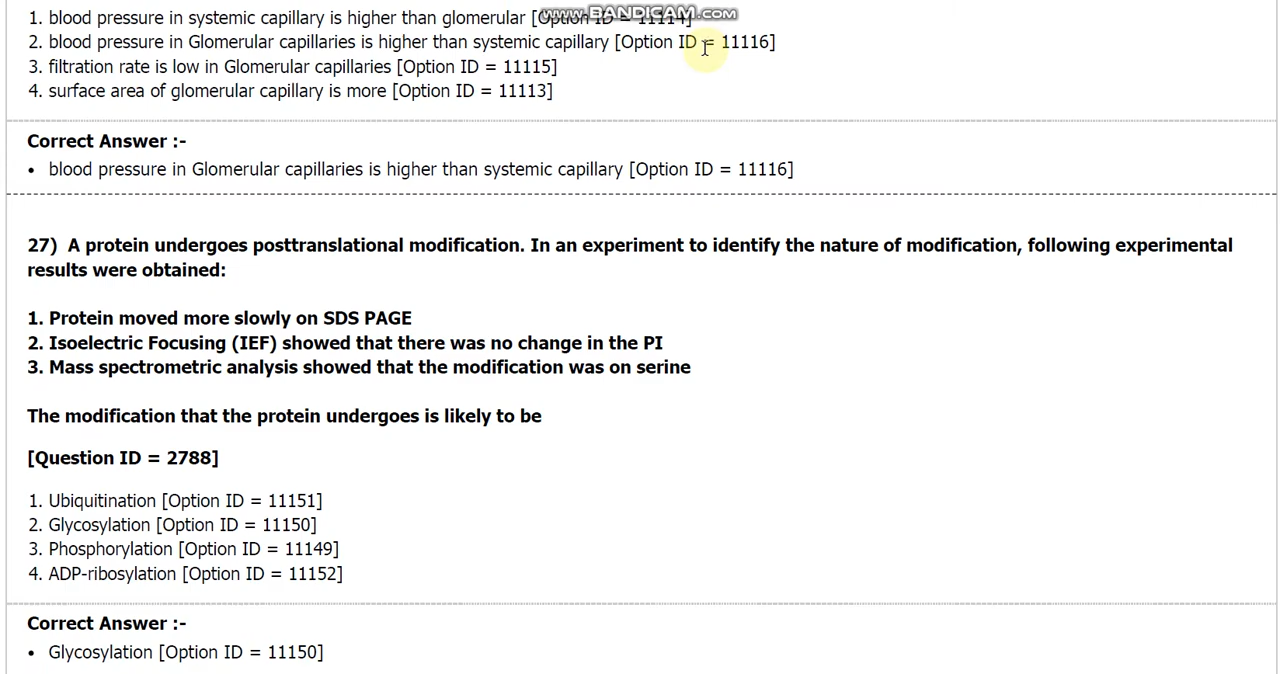 1. blood pressure in systemic capillary is higher than glomerular [Option ID = 11114]
www.BANDICAM.com
2. blood pressure in Glomerular capillaries is higher than systemic capillary [Option ID = 11116]
3. filtration rate is low in Glomerular capillaries [Option ID = 11115]
4. surface area of glomerular capillary is more [Option ID = 11113]
Correct Answer :-
• blood pressure in Glomerular capillaries is higher than systemic capillary [Option ID = 11116]
27) A protein undergoes posttranslational modification. In an experiment to identify the nature of modification, following experimental
results were obtained:
1. Protein moved more slowly on SDS PAGE
2. Isoelectric Focusing (IEF) showed that there was no change in the PI
3. Mass spectrometric analysis showed that the modification was on serine
The modification that the protein undergoes is likely to be
[Question ID = 2788]
1. Ubiquitination [Option ID = 11151]
2. Glycosylation [Option ID = 11150]
3. Phosphorylation [Option ID = 11149]
4. ADP-ribosylation [Option ID = 11152]
Correct Answer :-
• Glycosylation [Option ID = 11150]